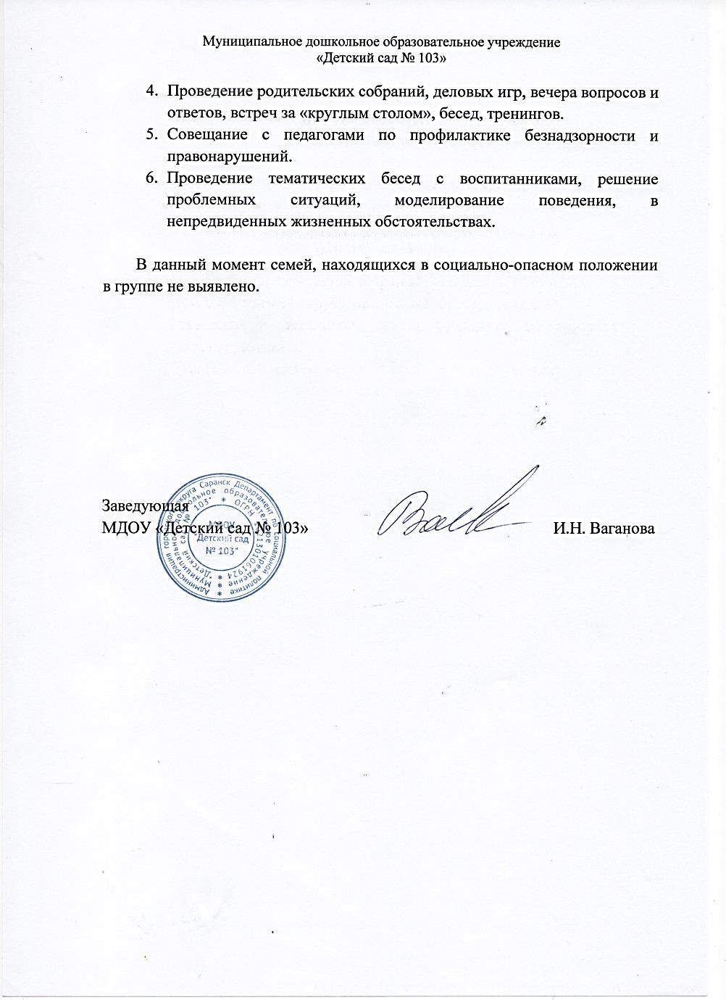 Муниципальное дошкольное образовательное учреждение
«Детский сад № 103»
4. Проведение родительских собраний, деловых игр, вечера вопросов и
ответов, встреч за «круглым столом», бесед, тренингов.
5. Совещание с педагогами по профилактике безнадзорности и
правонарушений.
6. Проведение тематических бесед с воспитанниками, решение
проблемных ситуаций, моделирование поведения, в
непредвиденных жизненных обстоятельствах.
В данный момент семей, находящихся в социально-опасном положении
в группе не выявлено.
Заведующая
МДОУ «Детский сад № 103»
И.Н. Ваганова
Администрация городского округа Саранск Департамент по социальной политике
Муниципальное дошкольное образовательное учреждение
"Детский сад № 103" * ОГРН
МДОУ
"Детский сад
№ 103"